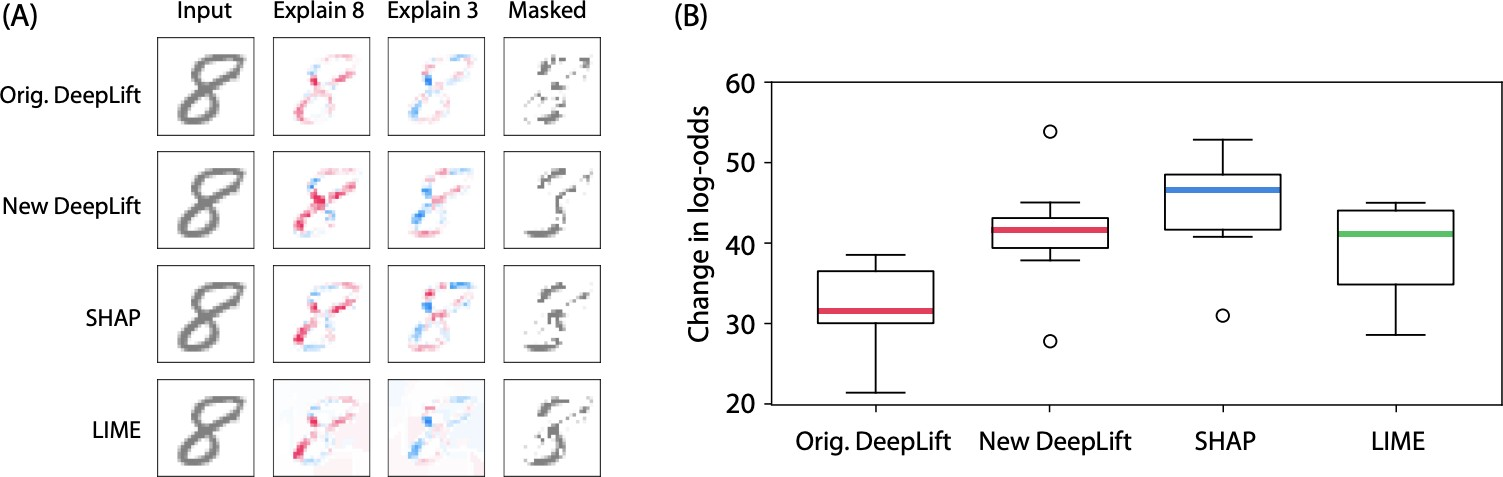 (A)
Input Explain 8 Explain 3 Masked
Orig. DeepLift
New DeepLift
SHAP
LIME
(B)
Change in log-odds
60
50
40
30
20
Orig. DeepLift New DeepLift SHAP LIME